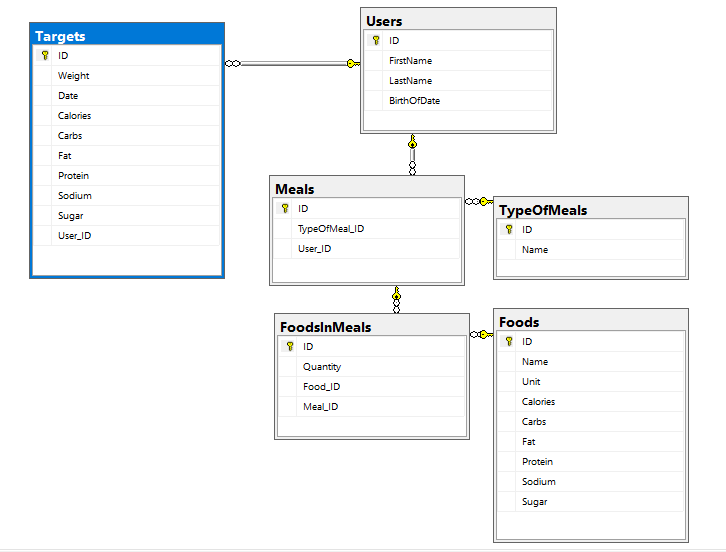 Targets
ID
Weight
Date
Calories
Carbs
Fat
Protein
Sodium
Sugar
User_ID
Users
ID
FirstName
LastName
BirthOfDate
Meals
ID
TypeOfMeal_ID
User_ID
TypeOfMeals
ID
Name
FoodsInMeals
ID
Quantity
Food_ID
Meal_ID
Foods
ID
Name
Unit
Calories
Carbs
Fat
Protein
Sodium
Sugar